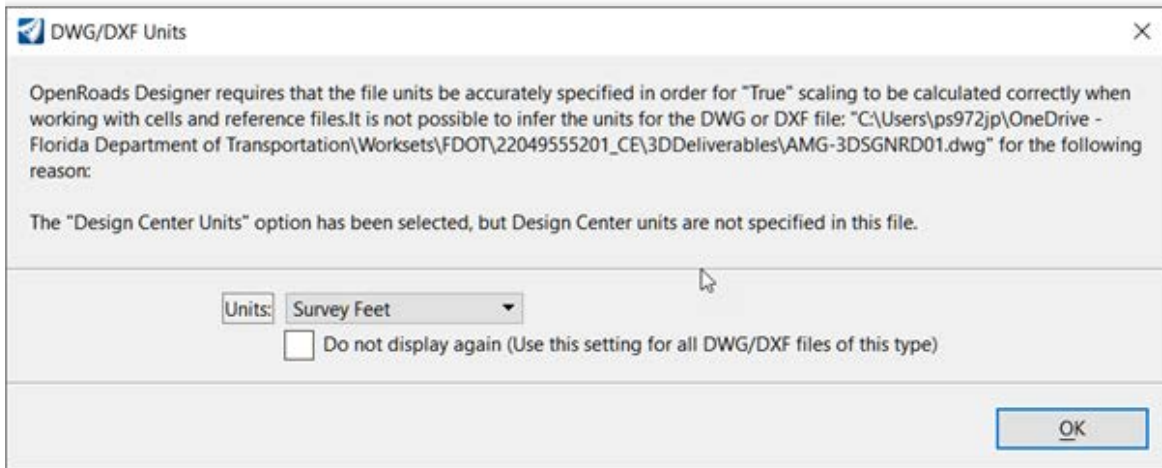 DWG/DXF Units
OpenRoads Designer requires that the file units be accurately specified in order for "True" scaling to be calculated correctly when
working with cells and reference files.It is not possible to infer the units for the DWG or DXF file: "C:\Users\ps972jp\OneDrive -
Florida Department of Transportation\Worksets\FDOT\22049555201_CE\3DDeliverables\AMG-3DSGNRD01.dwg" for the following
reason:
The "Design Center Units" option has been selected, but Design Center units are not specified in this file.
Units: Survey Feet
Do not display again (Use this setting for all DWG/DXF files of this type)
OK